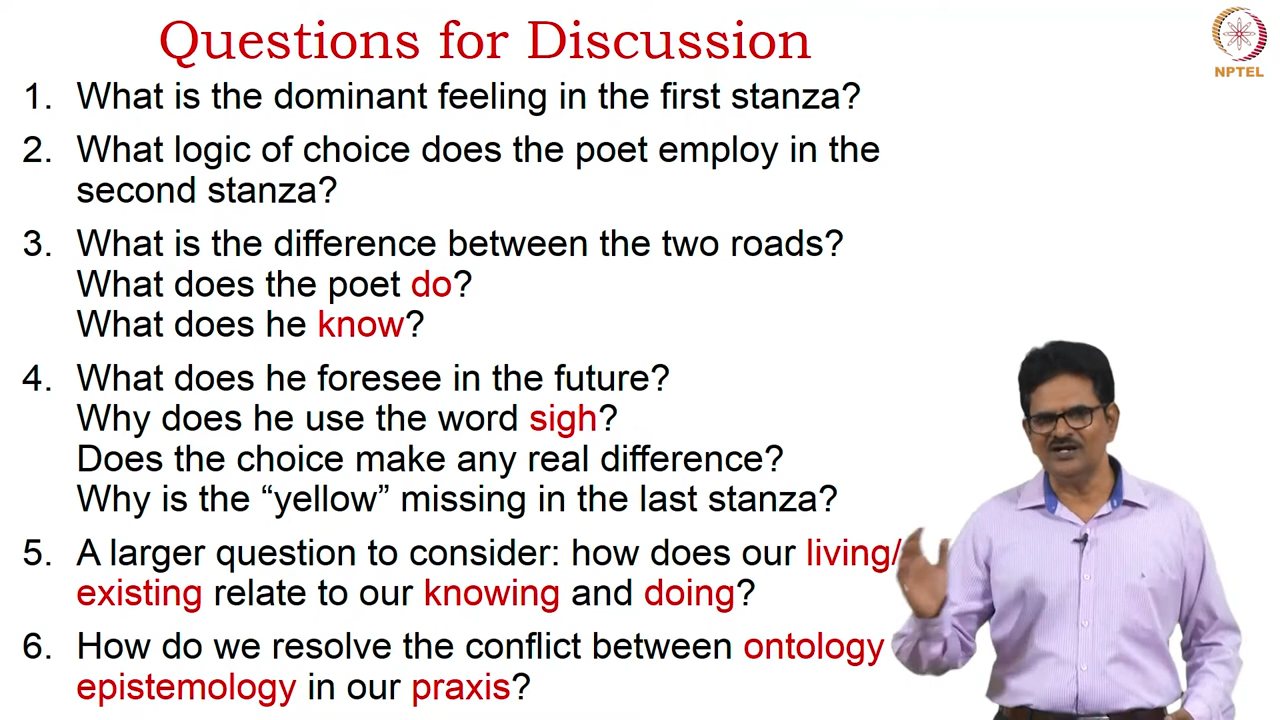 Questions for Discussion
NPTEL
1. What is the dominant feeling in the first stanza?
2. What logic of choice does the poet employ in the
second stanza?
3. What is the difference between the two roads?
What does the poet do?
What does he know?
4. What does he foresee in the future?
Why does he use the word sigh?
Does the choice make any real difference?
Why is the “yellow” missing in the last stanza?
5. A larger question to consider: how does our living/
existing relate to our knowing and doing?
6. How do we resolve the conflict between ontology
epistemology in our praxis?